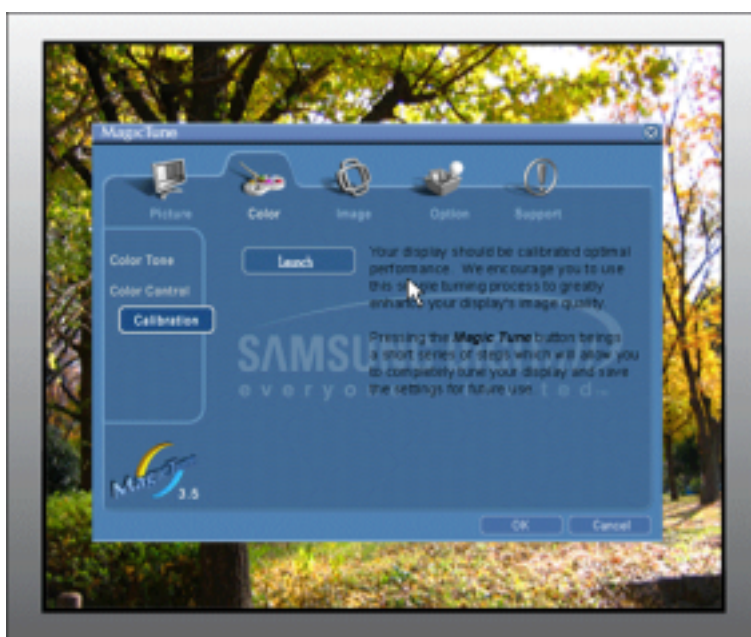 MagicTune
Picture
Color
Image
Option
Support
Color Tone
Color Control
Calibration
Launch
Your display should be calibrated optimal
performance. We encourage you to use
this simple turning process to greatly
enhance your display's image quality.
Pressing the Magic Tune button brings
a short series of steps which will allow you
to completely tune your display and save
the settings for future use.
SAMSU
everyo
ted
MagicTune
3.5
OK
Cancel